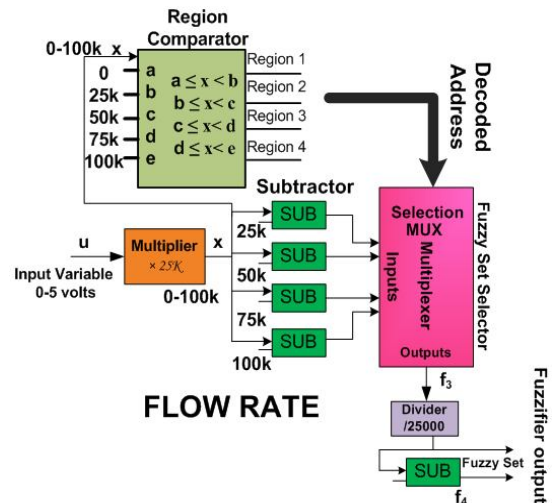 Region
Comparator
0-100k x
0
25k
50k
75k
100k
a
b
c
d
e
a ≤ x < b
b ≤ x < c
c ≤ x < d
d ≤ x < e
Region 1
Region 2
Region 3
Region 4
Decoded
Address
Subtractor
SUB
25k
SUB
50k
SUB
75k
SUB
100k
u
Input Variable
0-5 volts
Multiplier
× 25K
x
0-100k
Selection
MUX
Multiplexer
Inputs
Outputs
Fuzzy Set Selector
f3
FLOW RATE
Divider
/25000
SUB
Fuzzy Set
f4
Fuzzifier output